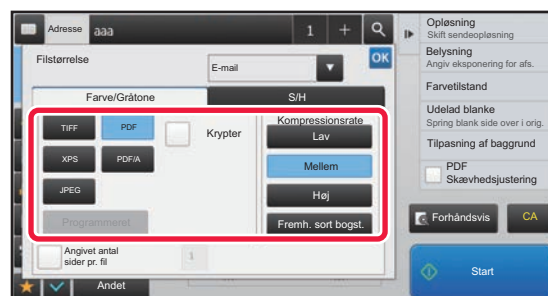 Adresse aaa 1 +
Filstørrelse
E-mail
OK
Farve/Gråtone
S/H
TIFF
PDF
Krypter
XPS
PDF/A
JPEG
Programmeret
Kompressionsrate
Lav
Mellem
Høj
Fremh. sort bogst.
Angivet antal
sider pr. fil
1
Andet
Opløsning
Skift sendeopløsning
Belysning
Angiv eksponering for afs.
Farvetilstand
Udelad blanke
Spring blank side over i orig.
Tilpasning af baggrund
PDF
Skævhedsjustering
Forhåndsvis
CA
Start